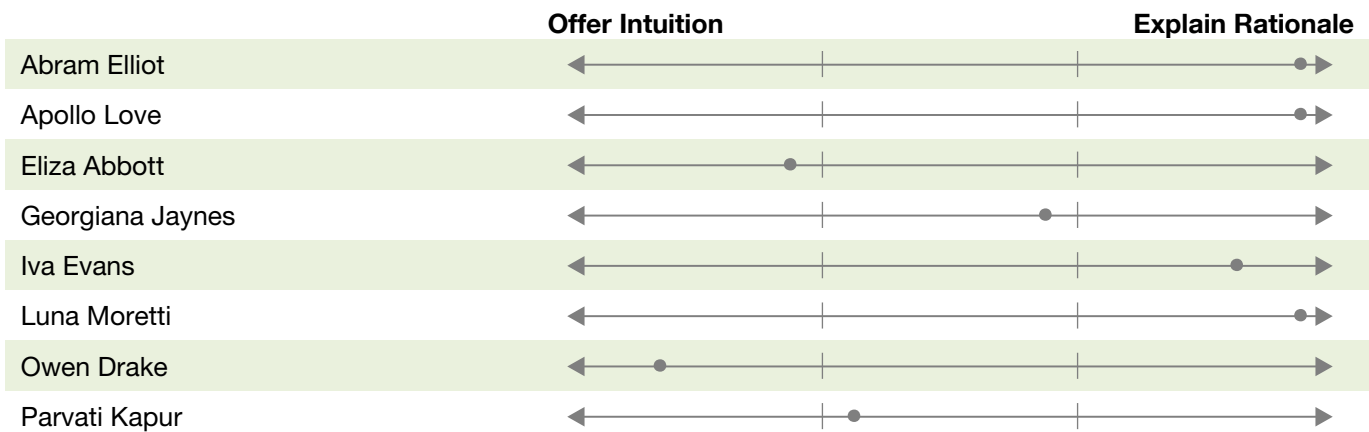 Offer Intuition Explain Rationale
Abram Elliot
Apollo Love
Eliza Abbott
Georgiana Jaynes
Iva Evans
Luna Moretti
Owen Drake
Parvati Kapur